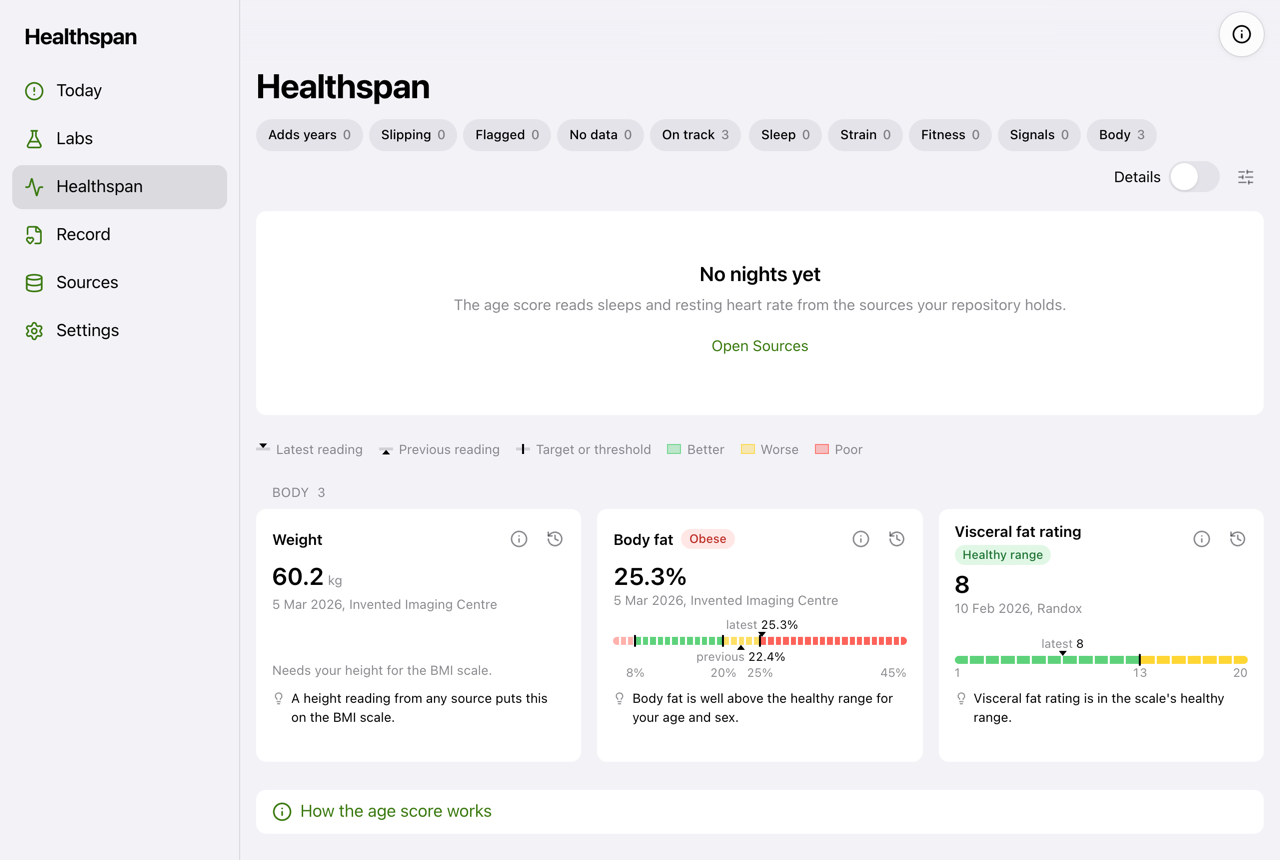 Healthspan
Today
Labs
Healthspan
Record
Sources
Settings
Healthspan
Adds years 0 Slipping 0 Flagged 0 No data 0 On track 3 Sleep 0 Strain 0 Fitness 0 Signals 0 Body 3
Details
No nights yet
The age score reads sleeps and resting heart rate from the sources your repository holds.
Open Sources
Latest reading Previous reading Target or threshold Better Worse Poor
BODY 3
Weight
60.2 kg
5 Mar 2026, Invented Imaging Centre
Needs your height for the BMI scale.
A height reading from any source puts this
on the BMI scale.
Body fat Obese
25.3%
5 Mar 2026, Invented Imaging Centre
latest 25.3%
previous 22.4%
8% 20% 25% 45%
Body fat is well above the healthy range for
your age and sex.
Visceral fat rating
Healthy range
8
10 Feb 2026, Randox
latest 8
1 13 20
Visceral fat rating is in the scale's healthy
range.
How the age score works